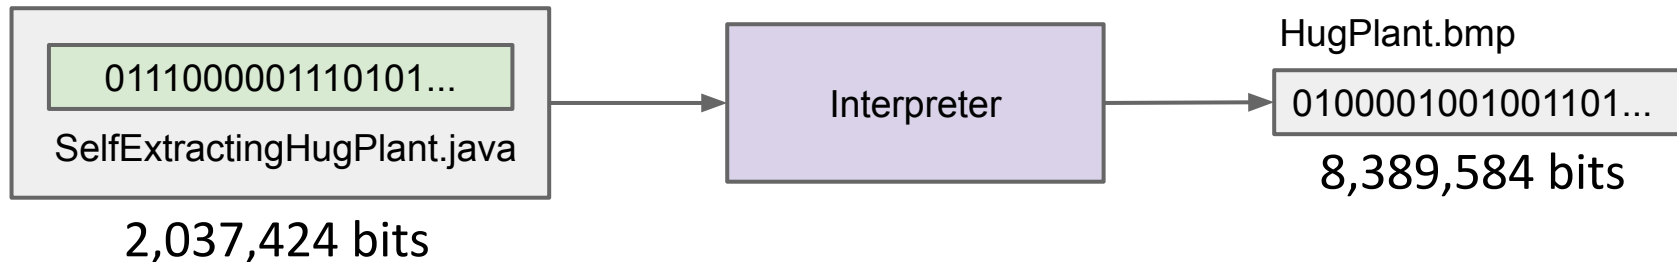 0111000001110101...
SelfExtractingHugPlant.java
2,037,424 bits
Interpreter
HugPlant.bmp
0100001001001101...
8,389,584 bits